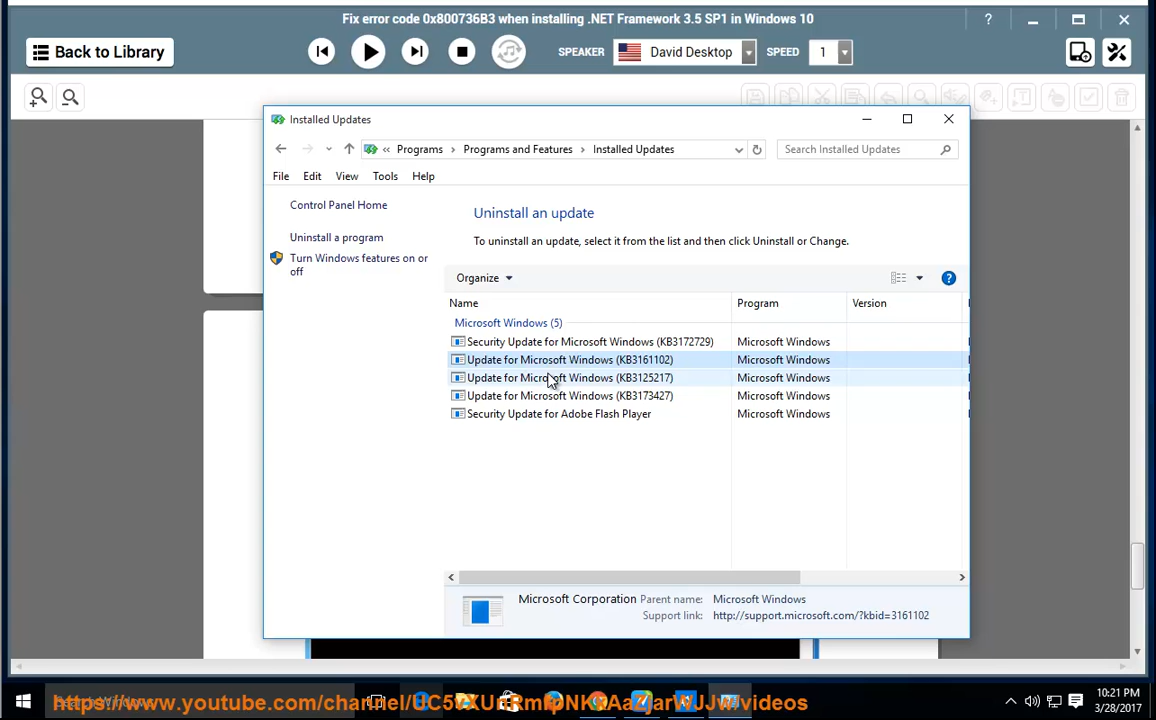 Fix error code 0x800736B3 when installing .NET Framework 3.5 SP1 in Windows 10
Back to Library
SPEAKER
David Desktop
SPEED
1
Installed Updates
« Programs > Programs and Features > Installed Updates
Search Installed Updates
File Edit View Tools Help
Control Panel Home
Uninstall a program
Turn Windows features on or
off
Uninstall an update
To uninstall an update, select it from the list and then click Uninstall or Change.
Organize
Name Program Version
Microsoft Windows (5)
Security Update for Microsoft Windows (KB3172729) Microsoft Windows
Update for Microsoft Windows (KB3161102) Microsoft Windows
Update for Microsoft Windows (KB3125217) Microsoft Windows
Update for Microsoft Windows (KB3173427) Microsoft Windows
Security Update for Adobe Flash Player Microsoft Windows
Microsoft Corporation Parent name: Microsoft Windows
Support link: http://support.microsoft.com/?kbid=3161102
10:21 PM
3/28/2017